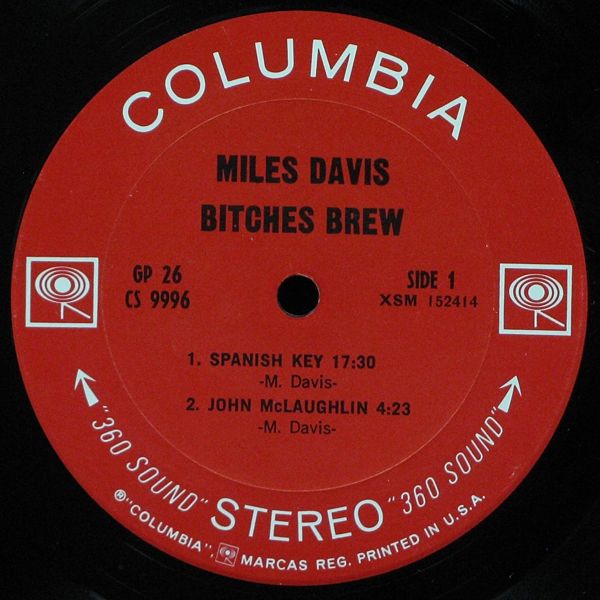 COLUMBIA
MILES DAVIS
BITCHES BREW
GP 26
CS 9996
SIDE 1
XSM 152414
1. SPANISH KEY 17:30
-M. Davis-
2. JOHN McLAUGHLIN 4:23
-M. Davis-
"360 SOUND" STEREO "360 SOUND"
®"COLUMBIA", MARCAS REG. PRINTED IN U.S.A.